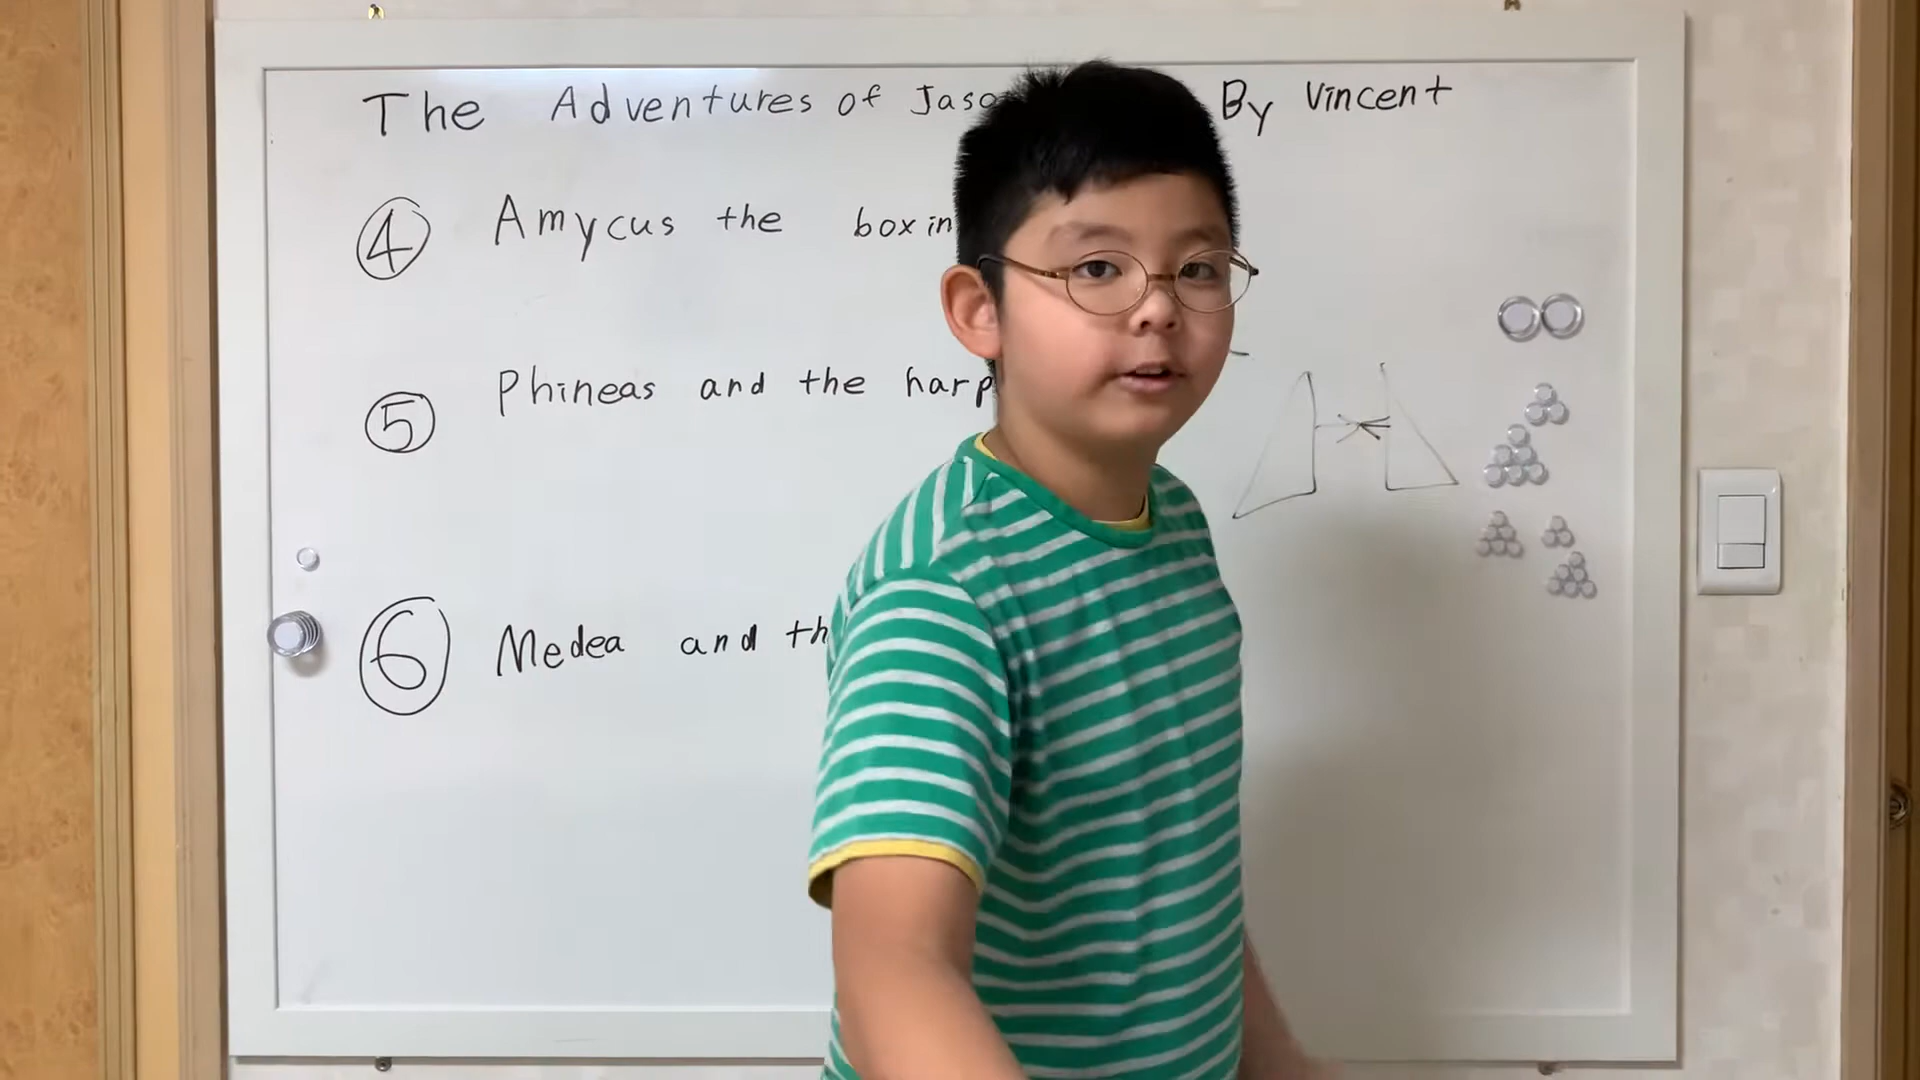 The Adventures of Jaso By Vincent
④ Amycus the boxin
⑤ Phineas and the harp
⑥ Medea and th